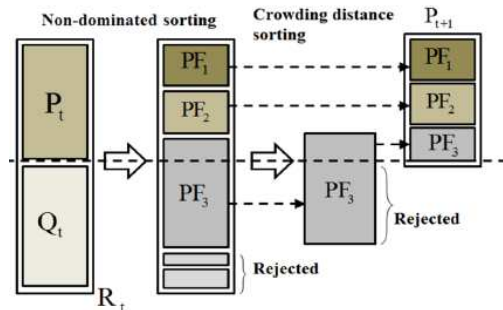 Non-dominated sorting
Crowding distance
sorting
P_{t+1}
P_t
Q_t
R_t
PF_1
PF_2
PF_3
Rejected
PF_3
Rejected
PF_1
PF_2
PF_3